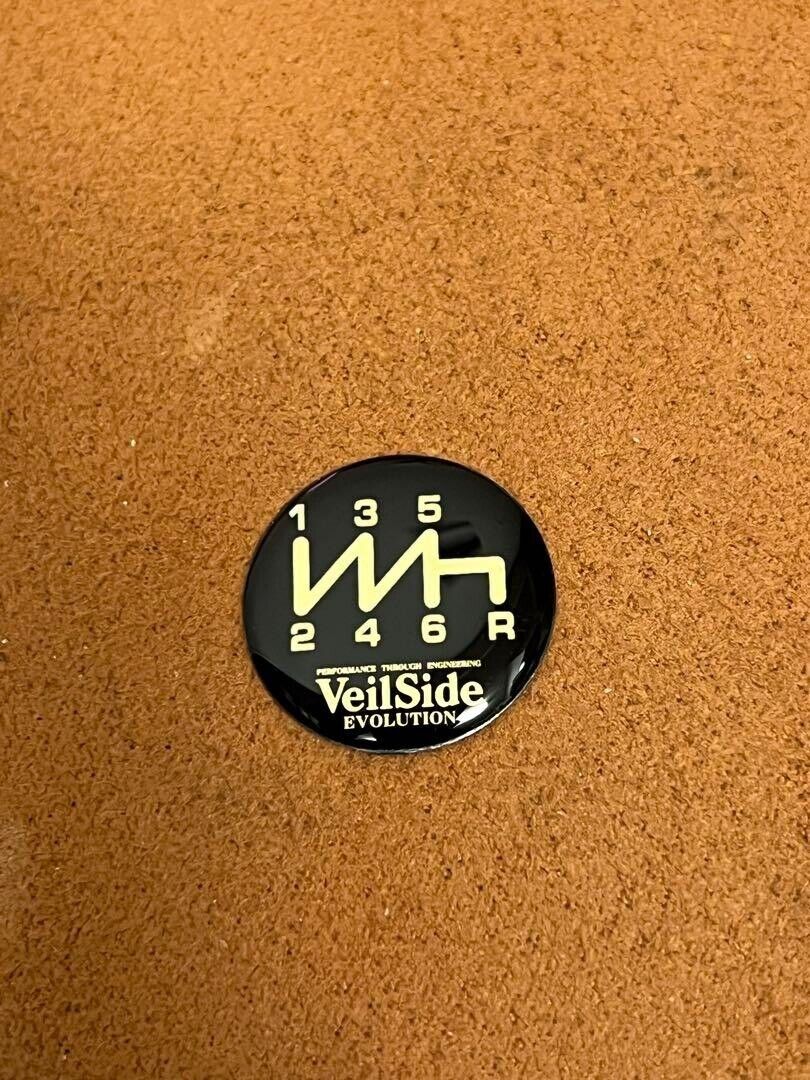 1 3 5
2 4 6 R
PERFORMANCE THROUGH ENGINEERING
VeilSide
EVOLUTION